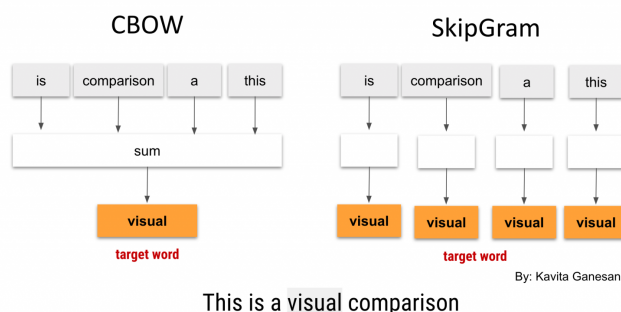 CBOW
SkipGram
is comparison a this
is comparison a this
sum
visual
visual visual visual visual
target word
target word
By: Kavita Ganesan
This is a visual comparison